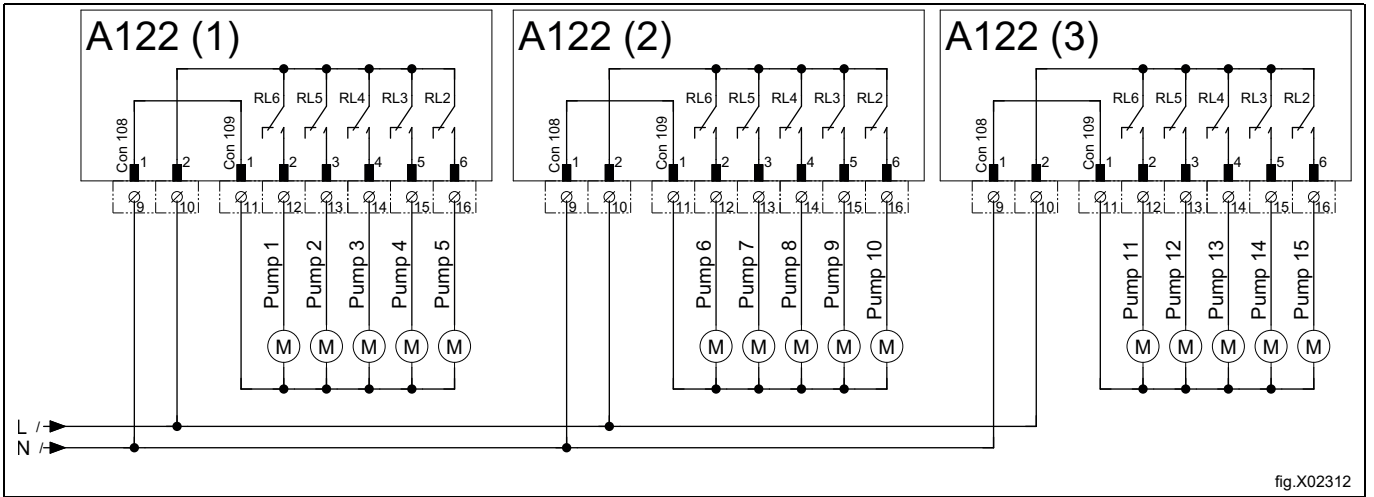 A122 (1)
RL6 RL5 RL4 RL3 RL2
Con 108
Con 109
1 2 1 2 3 4 5 6
9 10 11 12 13 14 15 16
Pump 1
Pump 2
Pump 3
Pump 4
Pump 5
M M M M M
A122 (2)
RL6 RL5 RL4 RL3 RL2
Con 108
Con 109
1 2 1 2 3 4 5 6
9 10 11 12 13 14 15 16
Pump 6
Pump 7
Pump 8
Pump 9
Pump 10
M M M M M
A122 (3)
RL6 RL5 RL4 RL3 RL2
Con 108
Con 109
1 2 1 2 3 4 5 6
9 10 11 12 13 14 15 16
Pump 11
Pump 12
Pump 13
Pump 14
Pump 15
M M M M M
L /
N /
fig.X02312